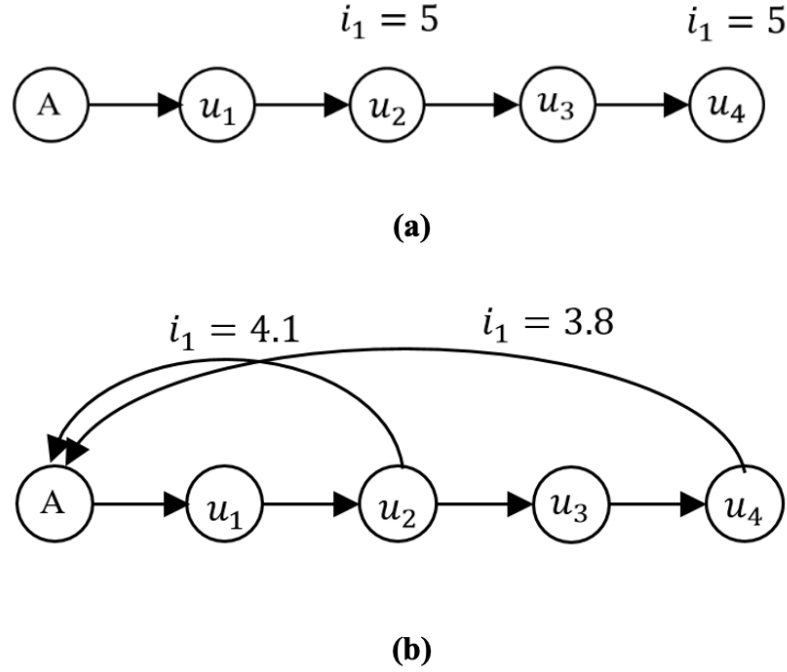 i₁ = 5 i₁ = 5
A u₁ u₂ u₃ u₄
(a)
i₁ = 4.1 i₁ = 3.8
A u₁ u₂ u₃ u₄
(b)